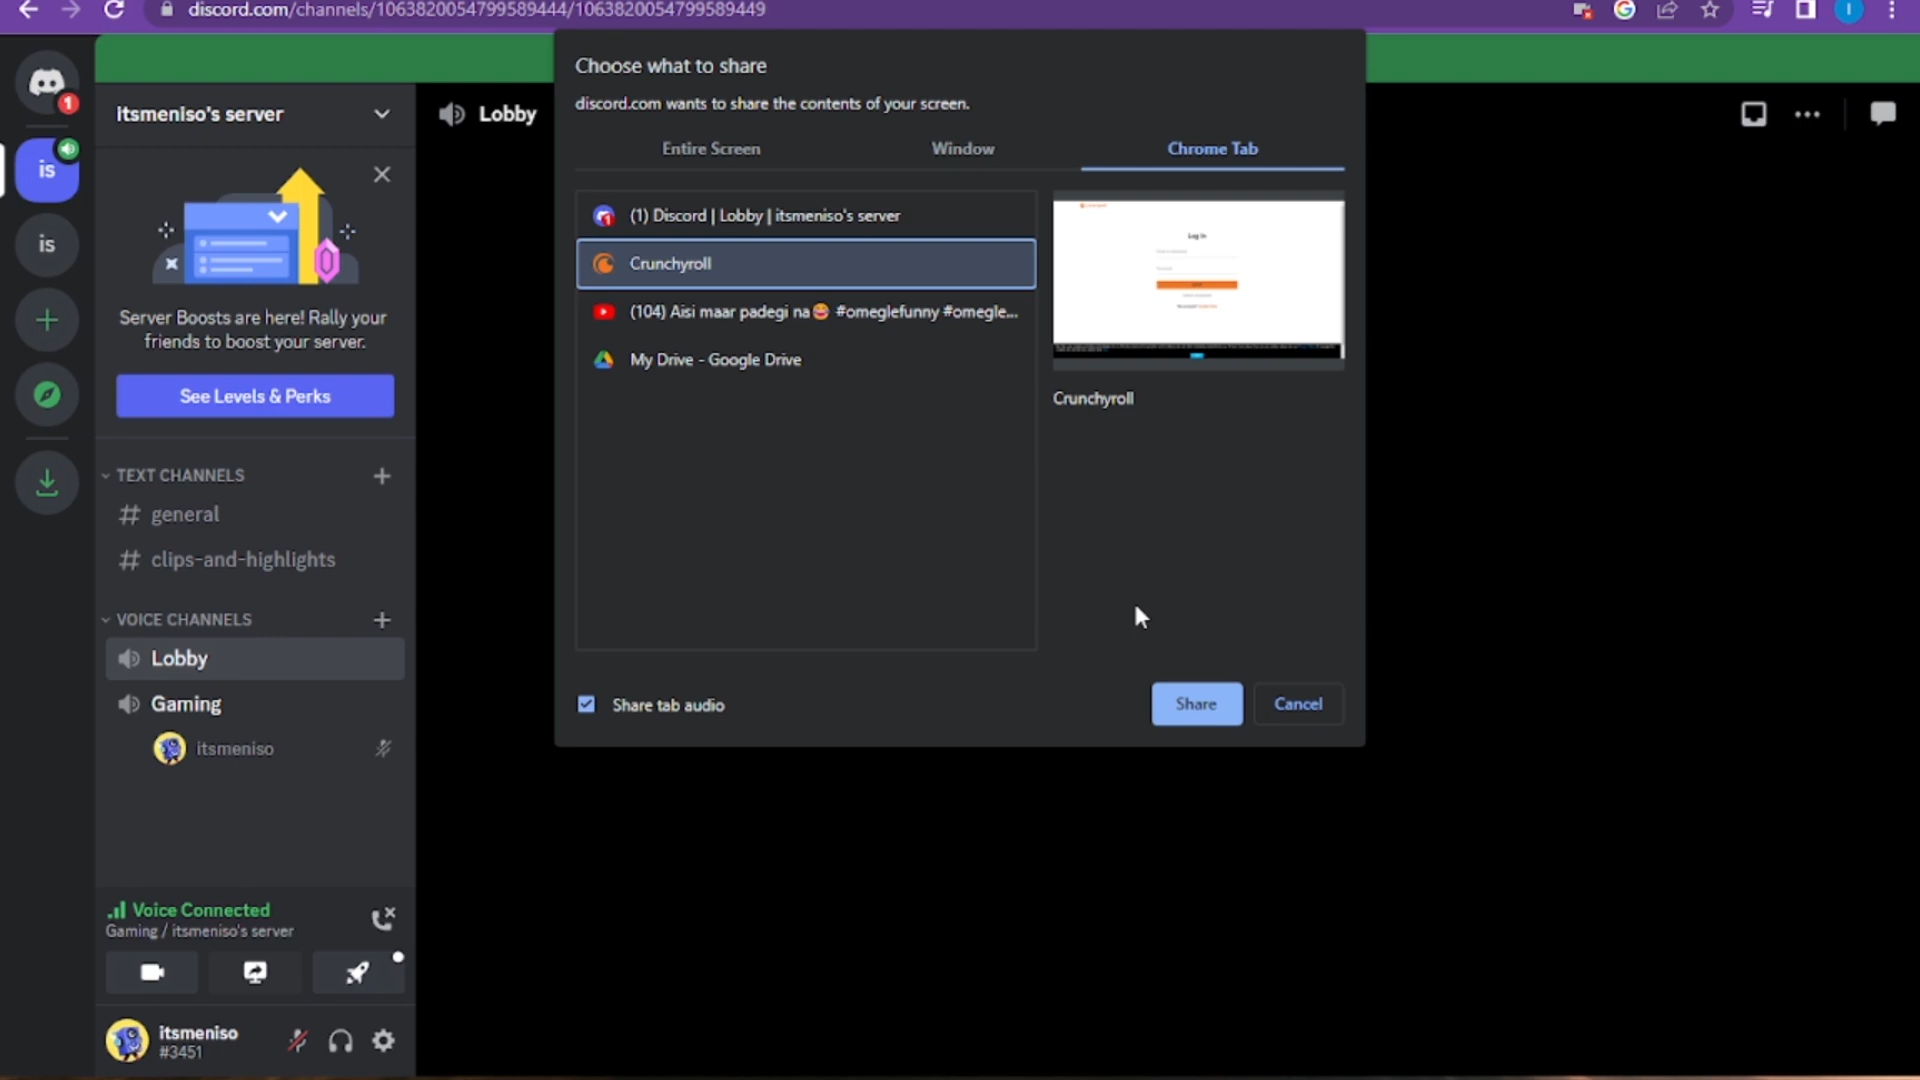 discord.com/channels/1063820054799589444/1063820054799589449
1
is
is
itsmeniso's server
Server Boosts are here! Rally your
friends to boost your server.
See Levels & Perks
TEXT CHANNELS
general
clips-and-highlights
VOICE CHANNELS
Lobby
Gaming
itsmeniso
Voice Connected
Gaming / itsmeniso's server
itsmeniso
#3451
Lobby
Choose what to share
discord.com wants to share the contents of your screen.
Entire Screen
Window
Chrome Tab
(1) Discord | Lobby | itsmeniso's server
Crunchyroll
(104) Aisi maar padegi na😂 #omeglefunny #omegle...
My Drive - Google Drive
Log In
Crunchyroll
Share tab audio
Share
Cancel
I